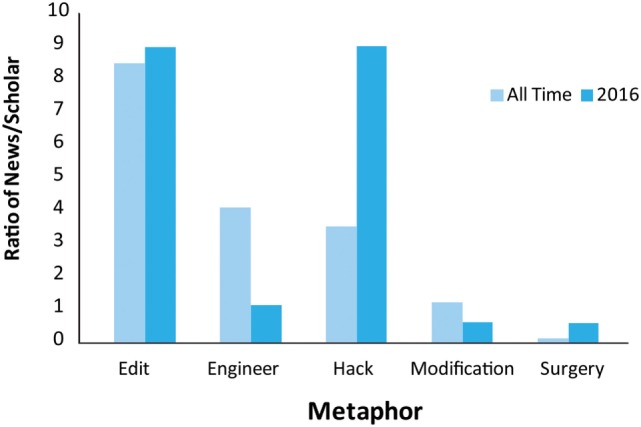 10
9
8
7
6
5
4
3
2
1
0
Ratio of News/Scholar
All Time 2016
Edit Engineer Hack Modification Surgery
Metaphor